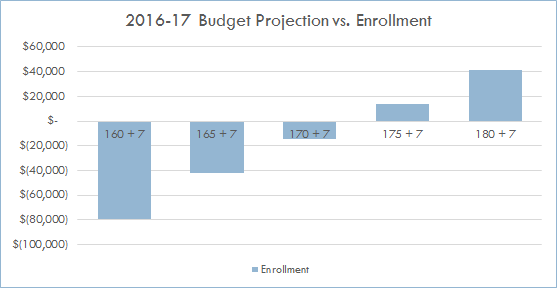 2016-17 Budget Projection vs. Enrollment
$60,000
$40,000
$20,000
$-
$(20,000)
$(40,000)
$(60,000)
$(80,000)
$(100,000)
160 + 7
165 + 7
170 + 7
175 + 7
180 + 7
Enrollment